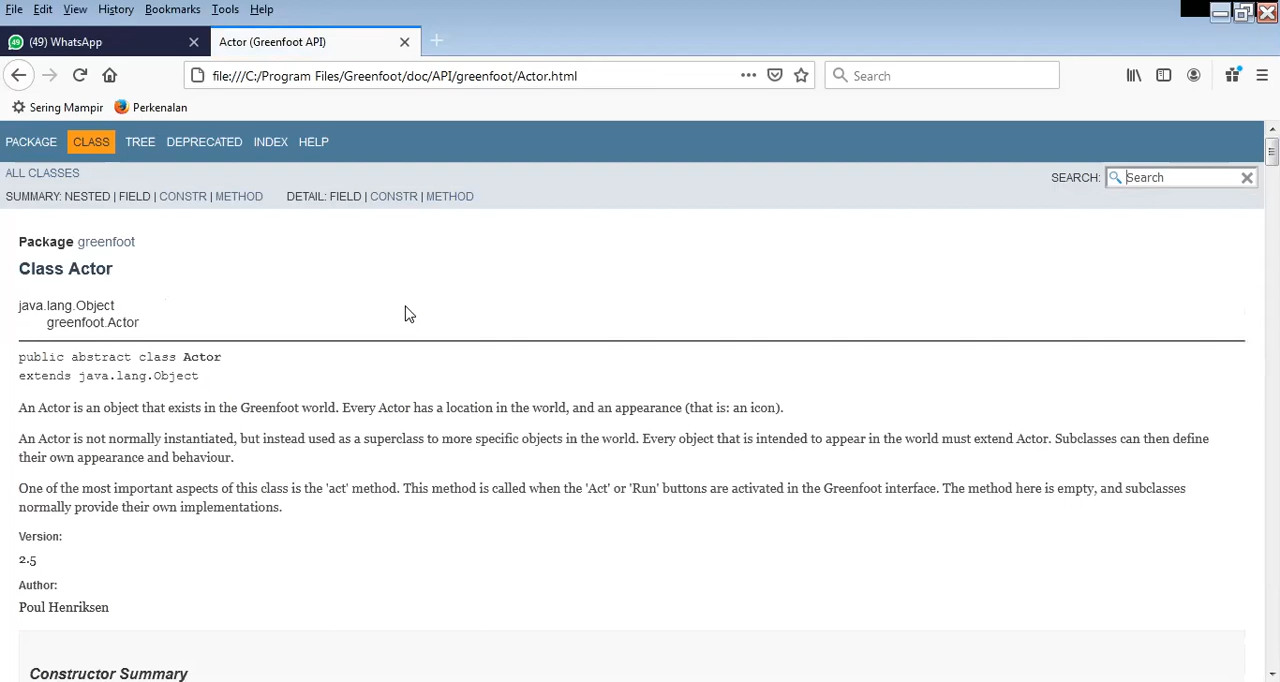 File Edit View History Bookmarks Tools Help
49 (49) WhatsApp Actor (Greenfoot API)
file:///C:/Program Files/Greenfoot/doc/API/greenfoot/Actor.html Search
Sering Mampir Perkenalan
PACKAGE CLASS TREE DEPRECATED INDEX HELP
ALL CLASSES SEARCH: Search
SUMMARY: NESTED | FIELD | CONSTR | METHOD DETAIL: FIELD | CONSTR | METHOD
Package greenfoot
Class Actor
java.lang.Object
greenfoot.Actor
public abstract class Actor
extends java.lang.Object
An Actor is an object that exists in the Greenfoot world. Every Actor has a location in the world, and an appearance (that is: an icon).
An Actor is not normally instantiated, but instead used as a superclass to more specific objects in the world. Every object that is intended to appear in the world must extend Actor. Subclasses can then define
their own appearance and behaviour.
One of the most important aspects of this class is the 'act' method. This method is called when the 'Act' or 'Run' buttons are activated in the Greenfoot interface. The method here is empty, and subclasses
normally provide their own implementations.
Version:
2.5
Author:
Poul Henriksen
Constructor Summary